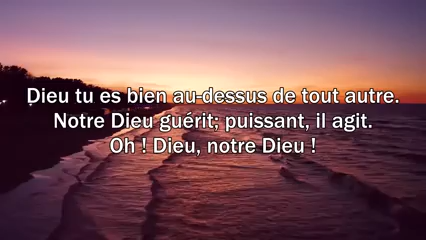 Dieu tu es bien au-dessus de tout autre.
Notre Dieu guérit; puissant, il agit.
Oh ! Dieu, notre Dieu !